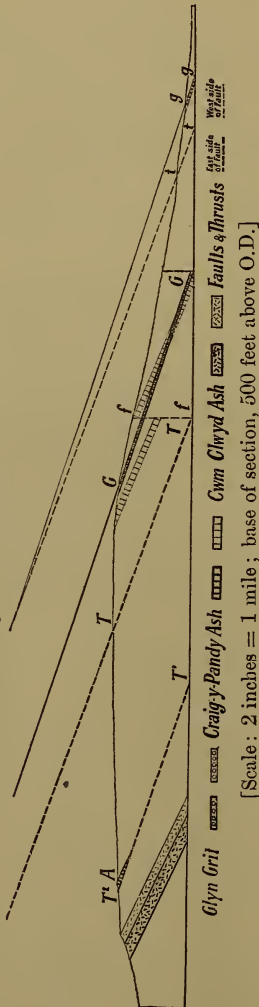 T' A
T
G
f
T
T'
f
G
t
t
g
g
Glyn Grit
Craig-y-Pandy Ash
Cwm Clwyd Ash
Faults & Thrusts
East side of fault
West side of fault
[Scale: 2 inches = 1 mile; base of section, 500 feet above O.D.]